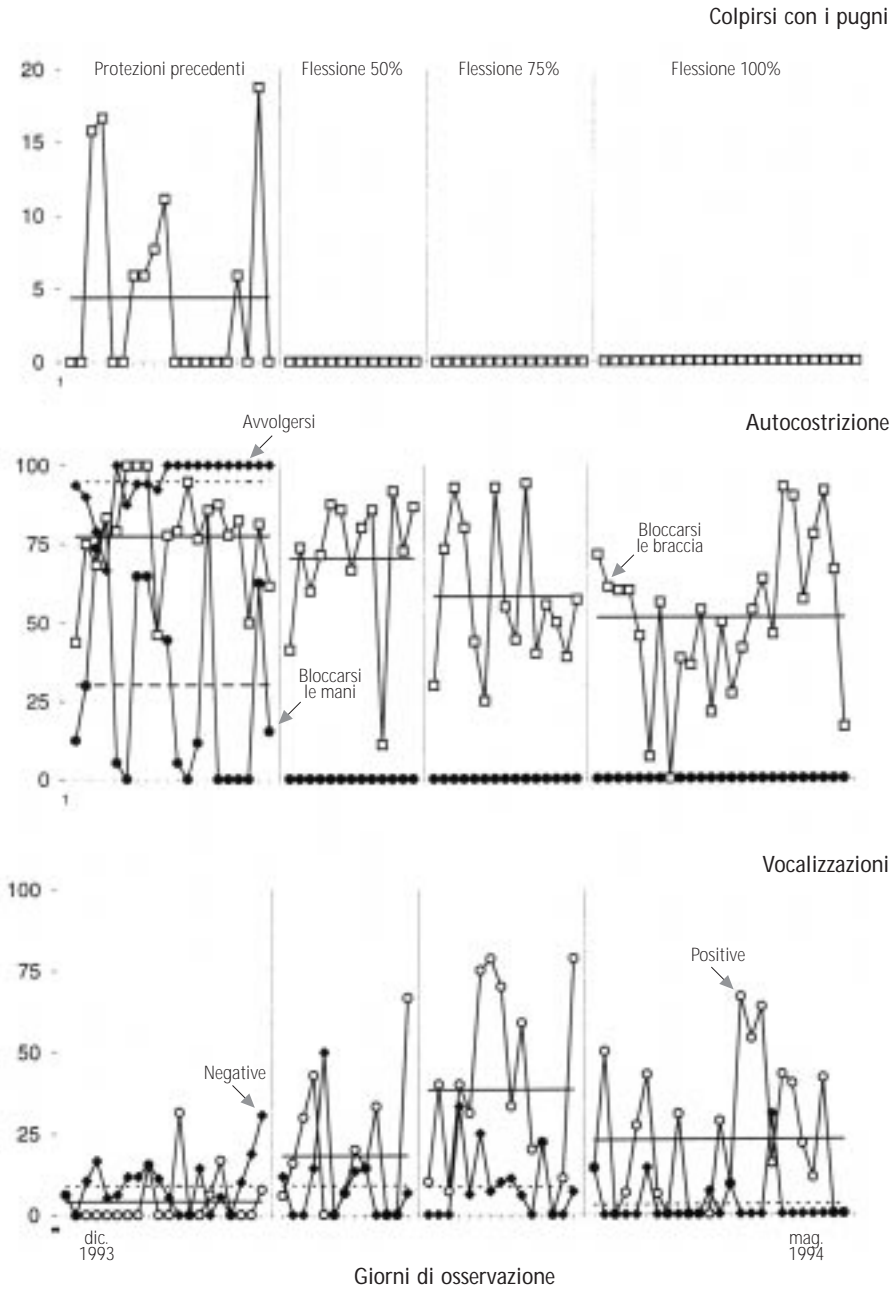 Colpirsi con i pugni
Protezioni precedenti
Flessione 50%
Flessione 75%
Flessione 100%
20
15
10
5
0
1
Avvolgersi
Autocostrizione
100
75
50
25
0
1
Bloccarsi
le mani
Bloccarsi
le braccia
Vocalizzazioni
100
75
50
25
0
Negative
Positive
dic.
1993
mag.
1994
Giorni di osservazione